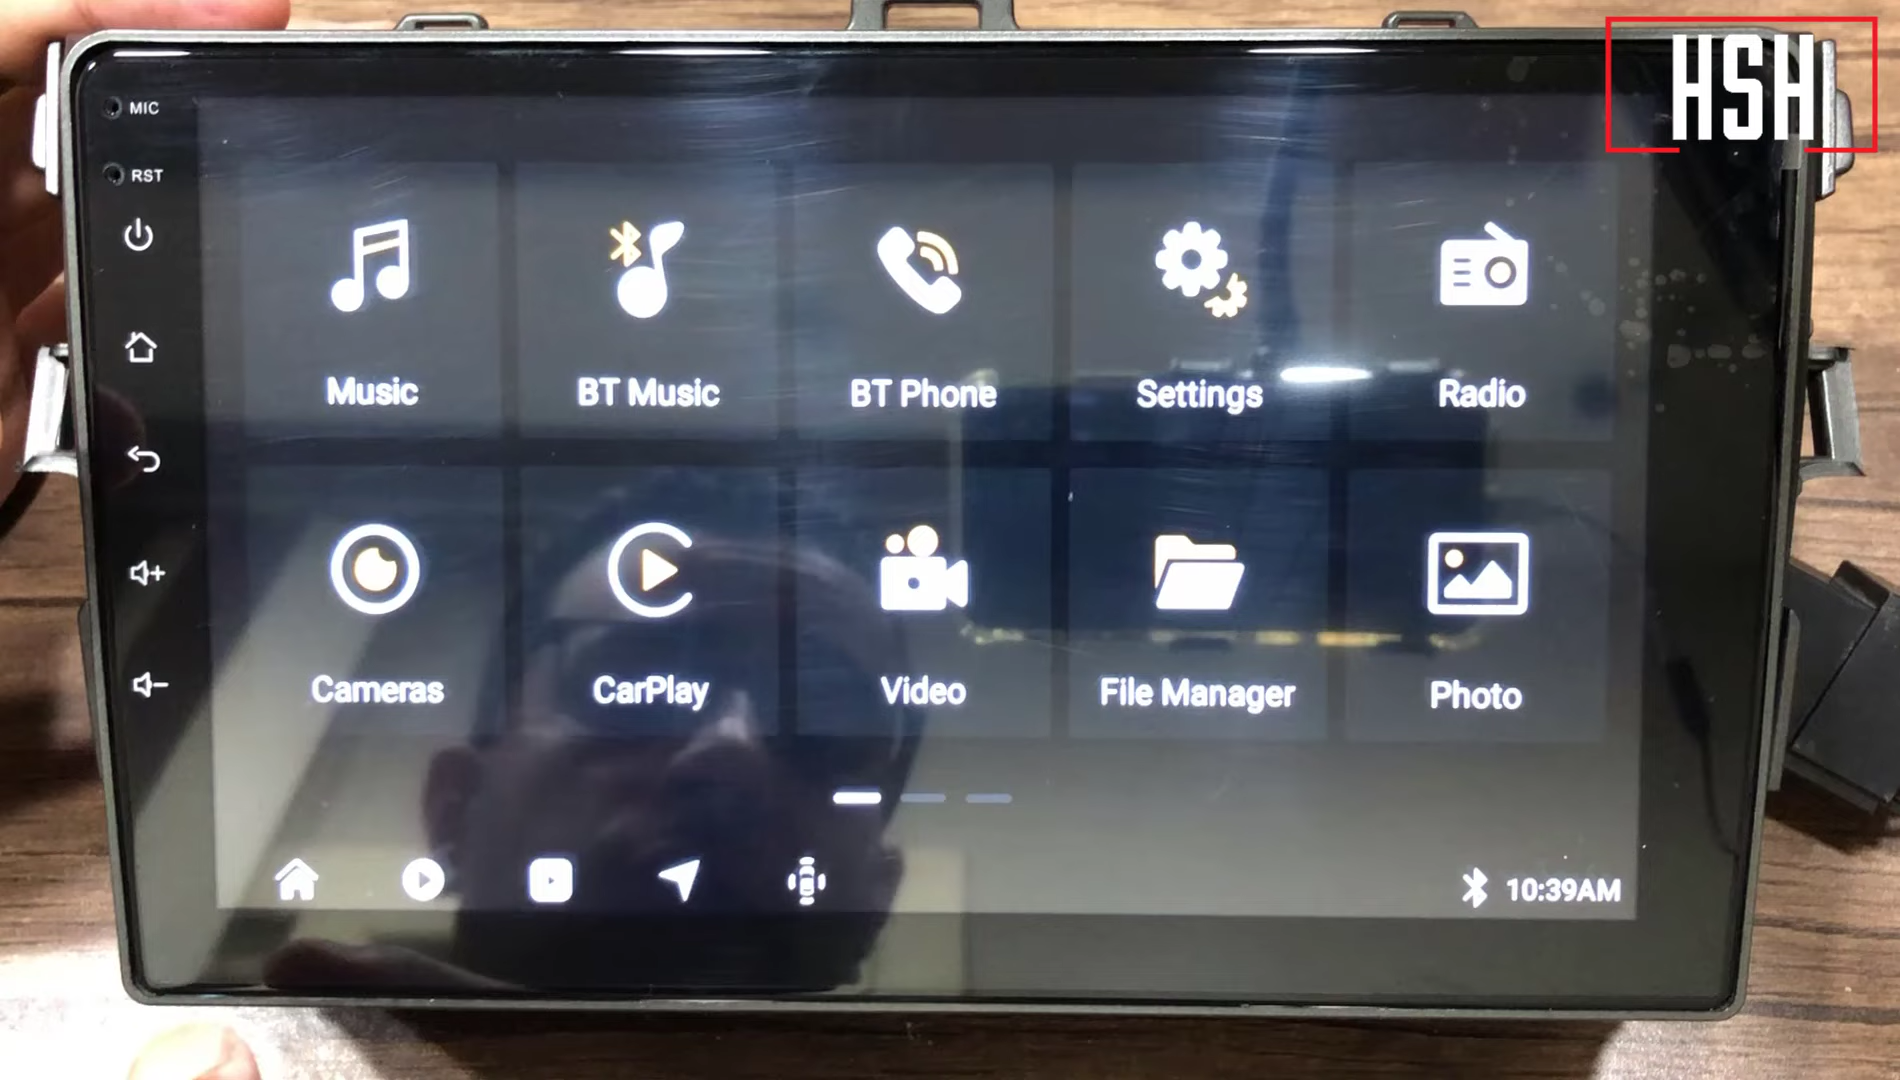 HSH
MIC
RST
Music
BT Music
BT Phone
Settings
Radio
Cameras
CarPlay
Video
File Manager
Photo
10:39AM